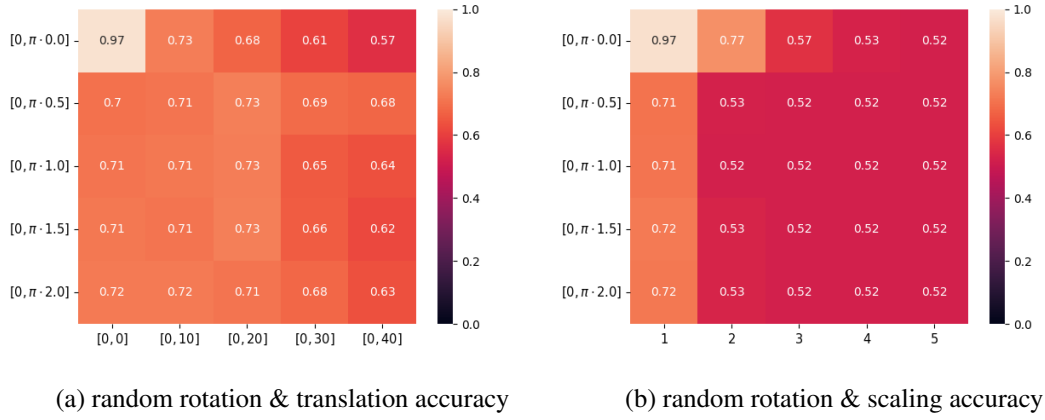 [0, π · 0.0] 0.97 0.73 0.68 0.61 0.57
[0, π · 0.5] 0.7 0.71 0.73 0.69 0.68
[0, π · 1.0] 0.71 0.71 0.73 0.65 0.64
[0, π · 1.5] 0.71 0.71 0.73 0.66 0.62
[0, π · 2.0] 0.72 0.72 0.71 0.68 0.63
[0, 0] [0, 10] [0, 20] [0, 30] [0, 40]
1.0
0.8
0.6
0.4
0.2
0.0
(a) random rotation & translation accuracy
[0, π · 0.0] 0.97 0.77 0.57 0.53 0.52
[0, π · 0.5] 0.71 0.53 0.52 0.52 0.52
[0, π · 1.0] 0.71 0.52 0.52 0.52 0.52
[0, π · 1.5] 0.72 0.53 0.52 0.52 0.52
[0, π · 2.0] 0.72 0.53 0.52 0.52 0.52
1 2 3 4 5
1.0
0.8
0.6
0.4
0.2
0.0
(b) random rotation & scaling accuracy